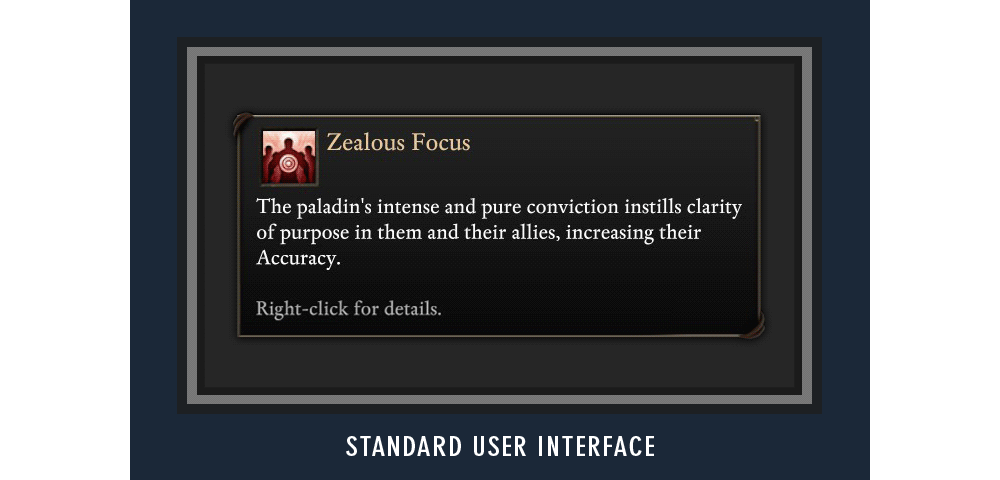 Zealous Focus
The paladin's intense and pure conviction instills clarity
of purpose in them and their allies, increasing their
Accuracy.
Right-click for details.
STANDARD USER INTERFACE